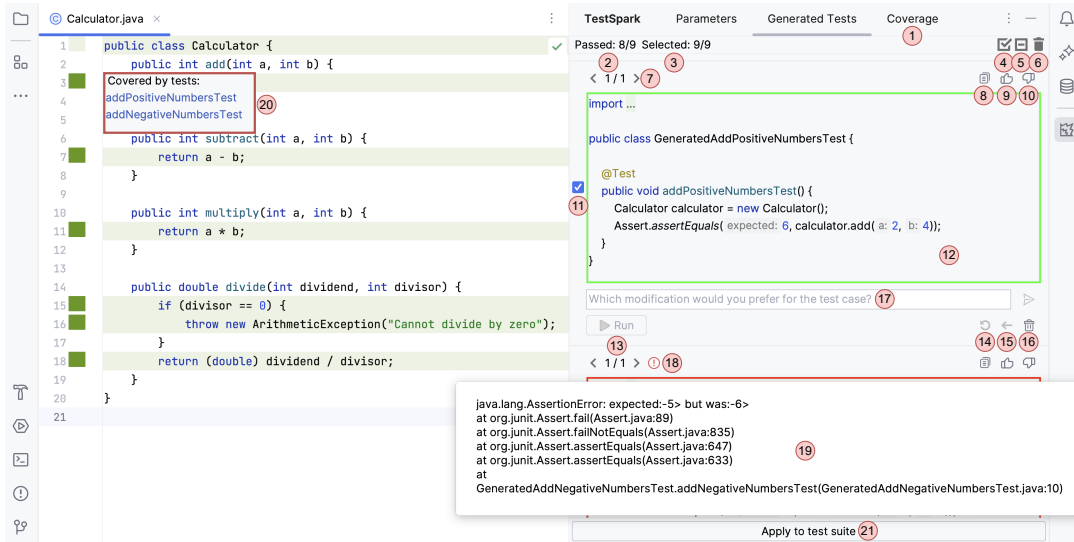 Calculator.java ×
1 public class Calculator {
2 public int add(int a, int b) {
3
Covered by tests:
4 addPositiveNumbersTest
5 addNegativeNumbersTest
20
6 public int subtract(int a, int b) {
7 return a - b;
8 }
9
10 public int multiply(int a, int b) {
11 return a * b;
12 }
13
14 public double divide(int dividend, int divisor) {
15 if (divisor == 0) {
16 throw new ArithmeticException("Cannot divide by zero");
17 }
18 return (double) dividend / divisor;
19 }
20 }
21
TestSpark Parameters Generated Tests Coverage
1
Passed: 8/9 Selected: 9/9
2 3 4 5 6
< 1/1 > 7
8 9 10
import ...
public class GeneratedAddPositiveNumbersTest {
@Test
public void addPositiveNumbersTest() {
11 Calculator calculator = new Calculator();
Assert.assertEquals( expected: 6, calculator.add( a: 2, b: 4));
}
12
}
Which modification would you prefer for the test case? 17
Run
13 14 15 16
< 1/1 > 18
java.lang.AssertionError: expected:-5> but was:-6>
at org.junit.Assert.fail(Assert.java:89)
at org.junit.Assert.failNotEquals(Assert.java:835)
at org.junit.Assert.assertEquals(Assert.java:647)
19
at org.junit.Assert.assertEquals(Assert.java:633)
at
GeneratedAddNegativeNumbersTest.addNegativeNumbersTest(GeneratedAddNegativeNumbersTest.java:10)
Apply to test suite 21